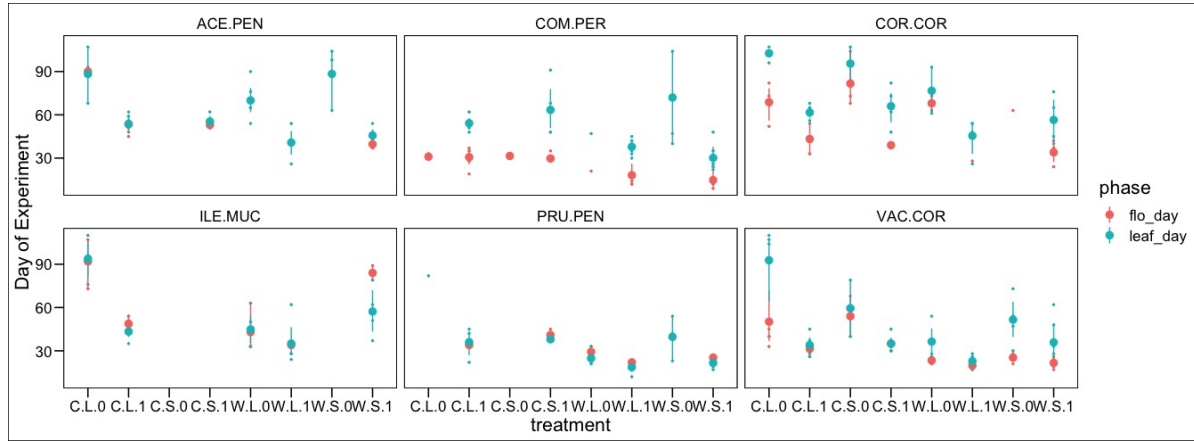 ACE.PEN COM.PER COR.COR
90
60
30
ILE.MUC PRU.PEN VAC.COR
90
60
30
Day of Experiment
C.L.0 C.L.1 C.S.0 C.S.1 W.L.0 W.L.1 W.S.0 W.S.1 C.L.0 C.L.1 C.S.0 C.S.1 W.L.0 W.L.1 W.S.0 W.S.1 C.L.0 C.L.1 C.S.0 C.S.1 W.L.0 W.L.1 W.S.0 W.S.1
treatment
phase
flo_day
leaf_day